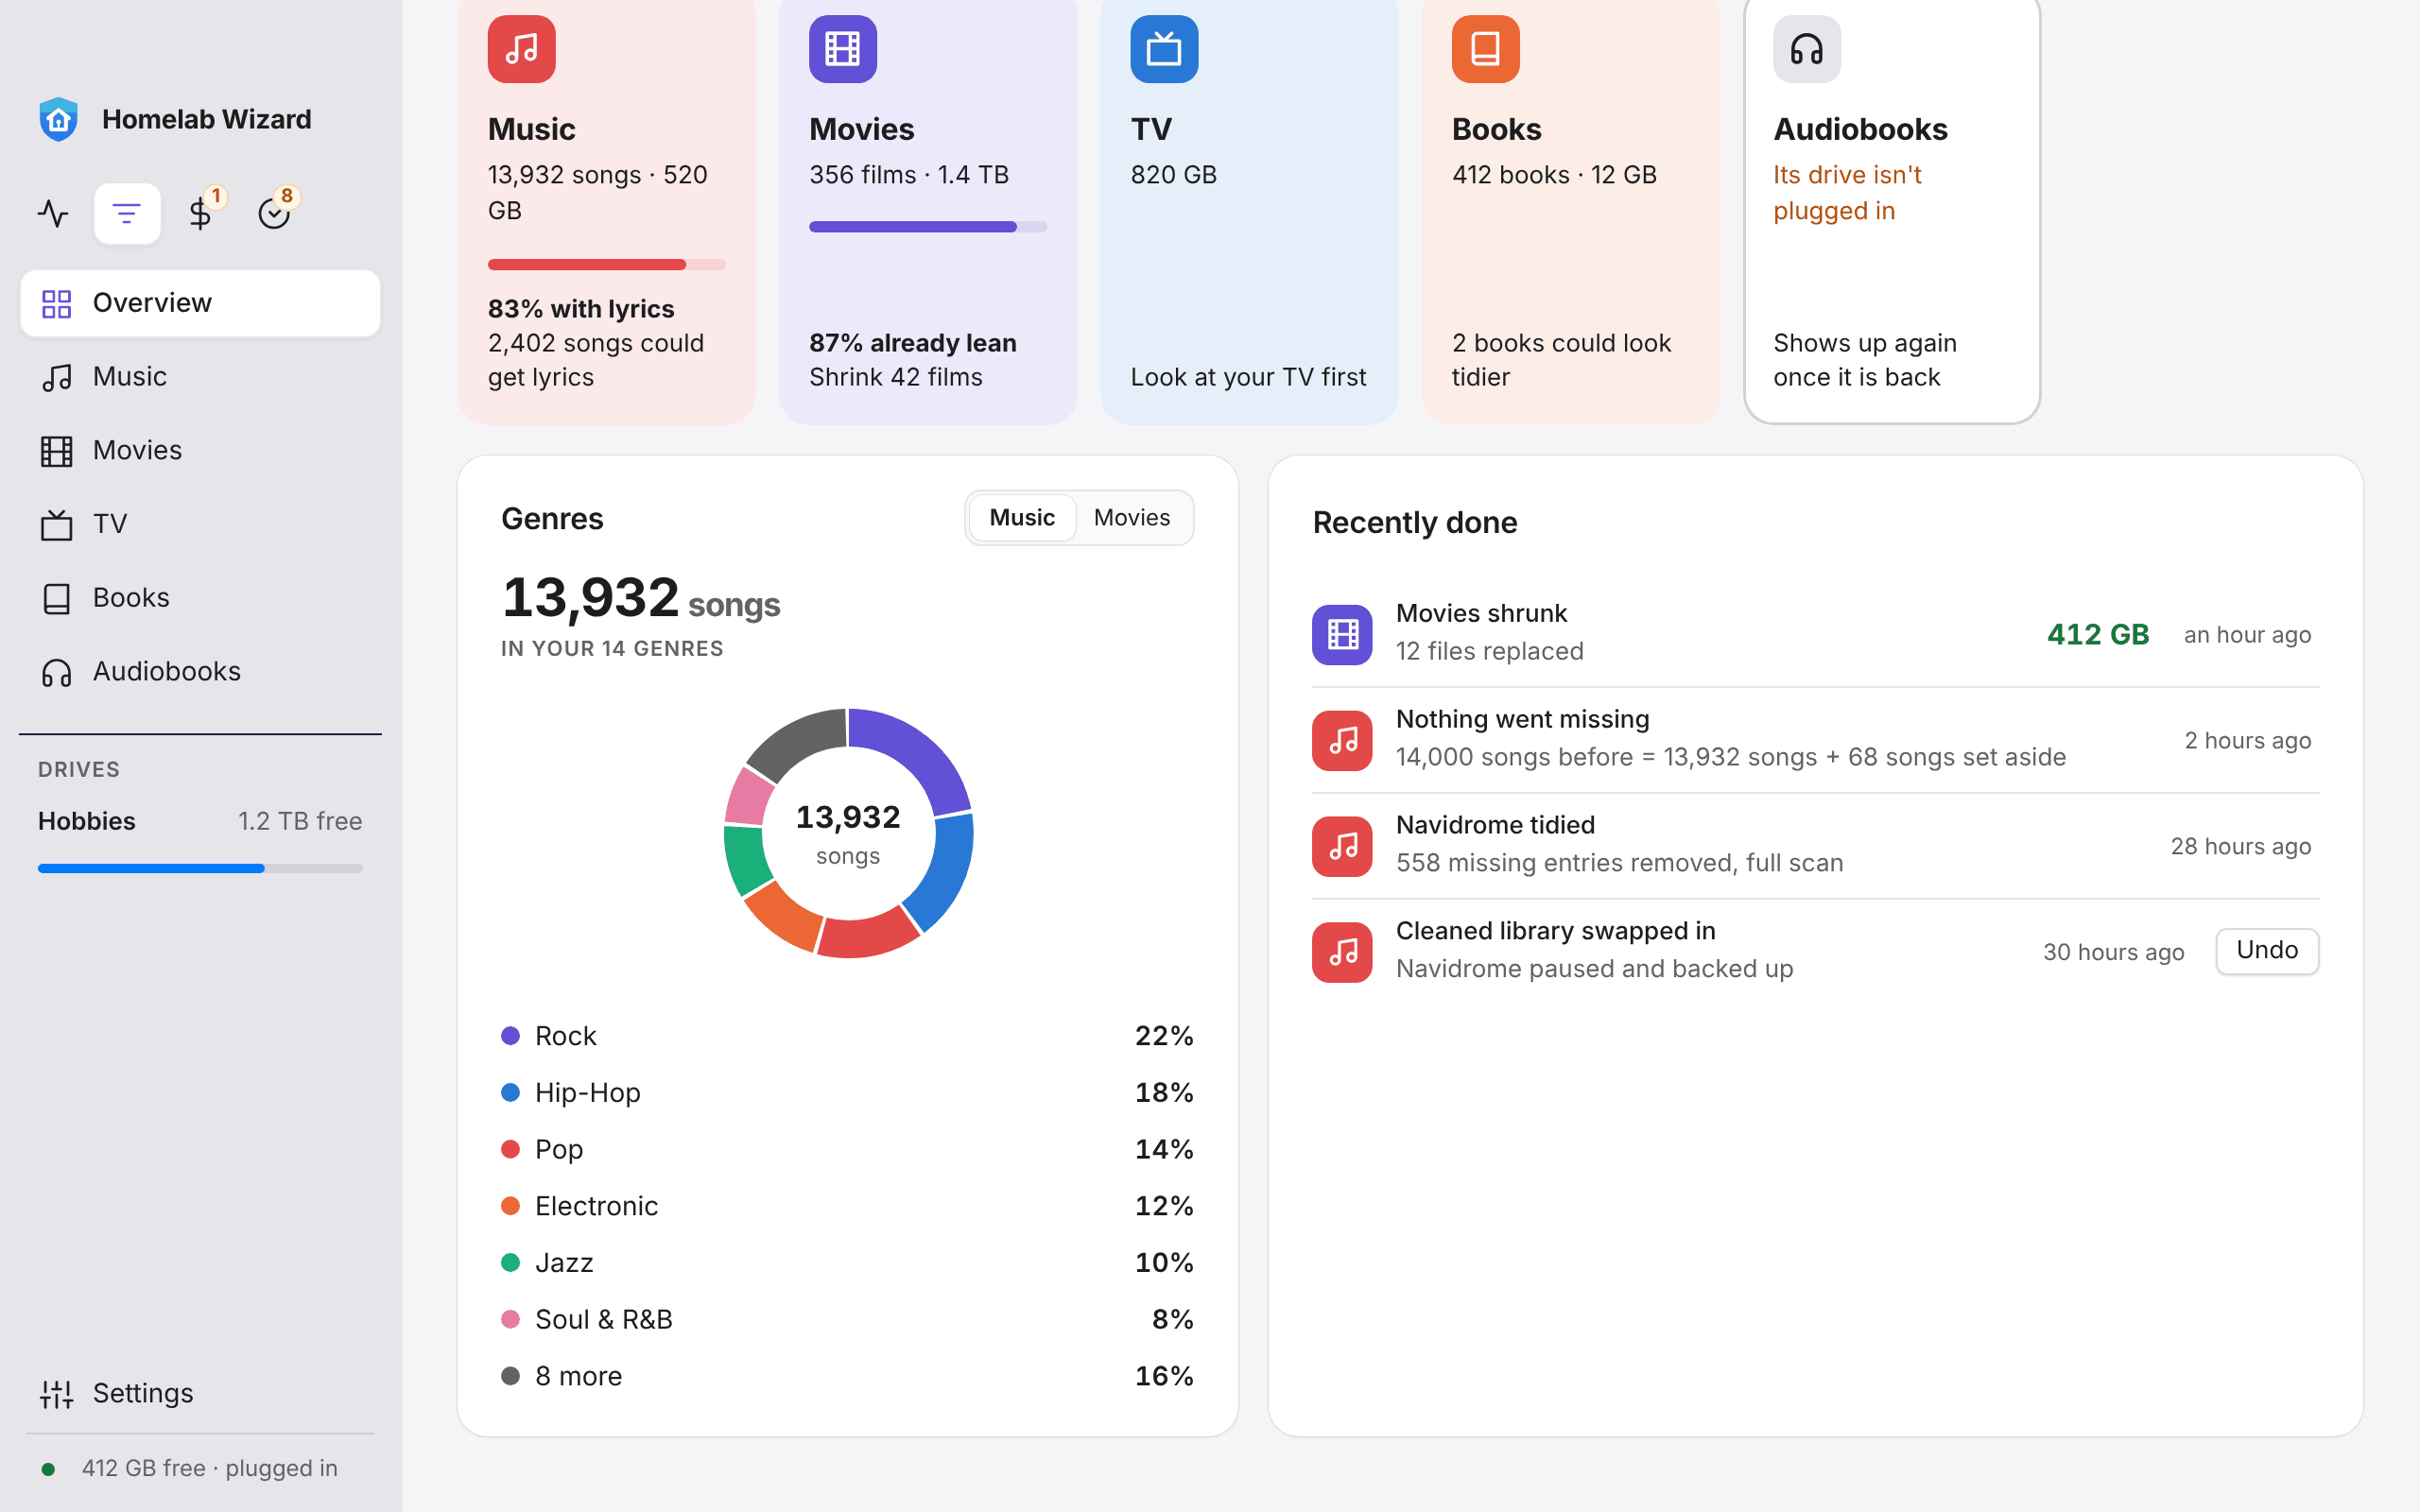 Homelab Wizard
1
8
Overview
Music
Movies
TV
Books
Audiobooks
DRIVES
Hobbies
1.2 TB free
Settings
412 GB free · plugged in
Music
13,932 songs · 520
GB
83% with lyrics
2,402 songs could
get lyrics
Movies
356 films · 1.4 TB
87% already lean
Shrink 42 films
TV
820 GB
Look at your TV first
Books
412 books · 12 GB
2 books could look
tidier
Audiobooks
Its drive isn't
plugged in
Shows up again
once it is back
Genres
Music
Movies
13,932 songs
IN YOUR 14 GENRES
13,932
songs
Rock 22%
Hip-Hop 18%
Pop 14%
Electronic 12%
Jazz 10%
Soul & R&B 8%
8 more 16%
Recently done
Movies shrunk
12 files replaced
412 GB
an hour ago
Nothing went missing
14,000 songs before = 13,932 songs + 68 songs set aside
2 hours ago
Navidrome tidied
558 missing entries removed, full scan
28 hours ago
Cleaned library swapped in
Navidrome paused and backed up
30 hours ago
Undo